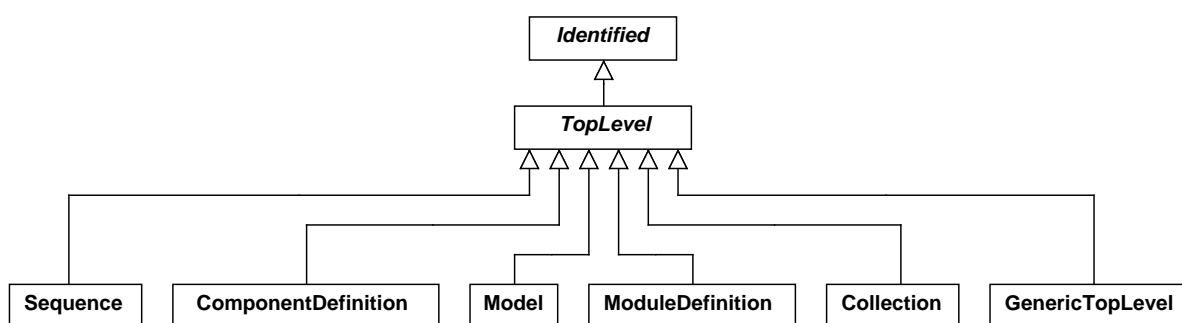 Identified
TopLevel
Sequence
ComponentDefinition
Model
ModuleDefinition
Collection
GenericTopLevel